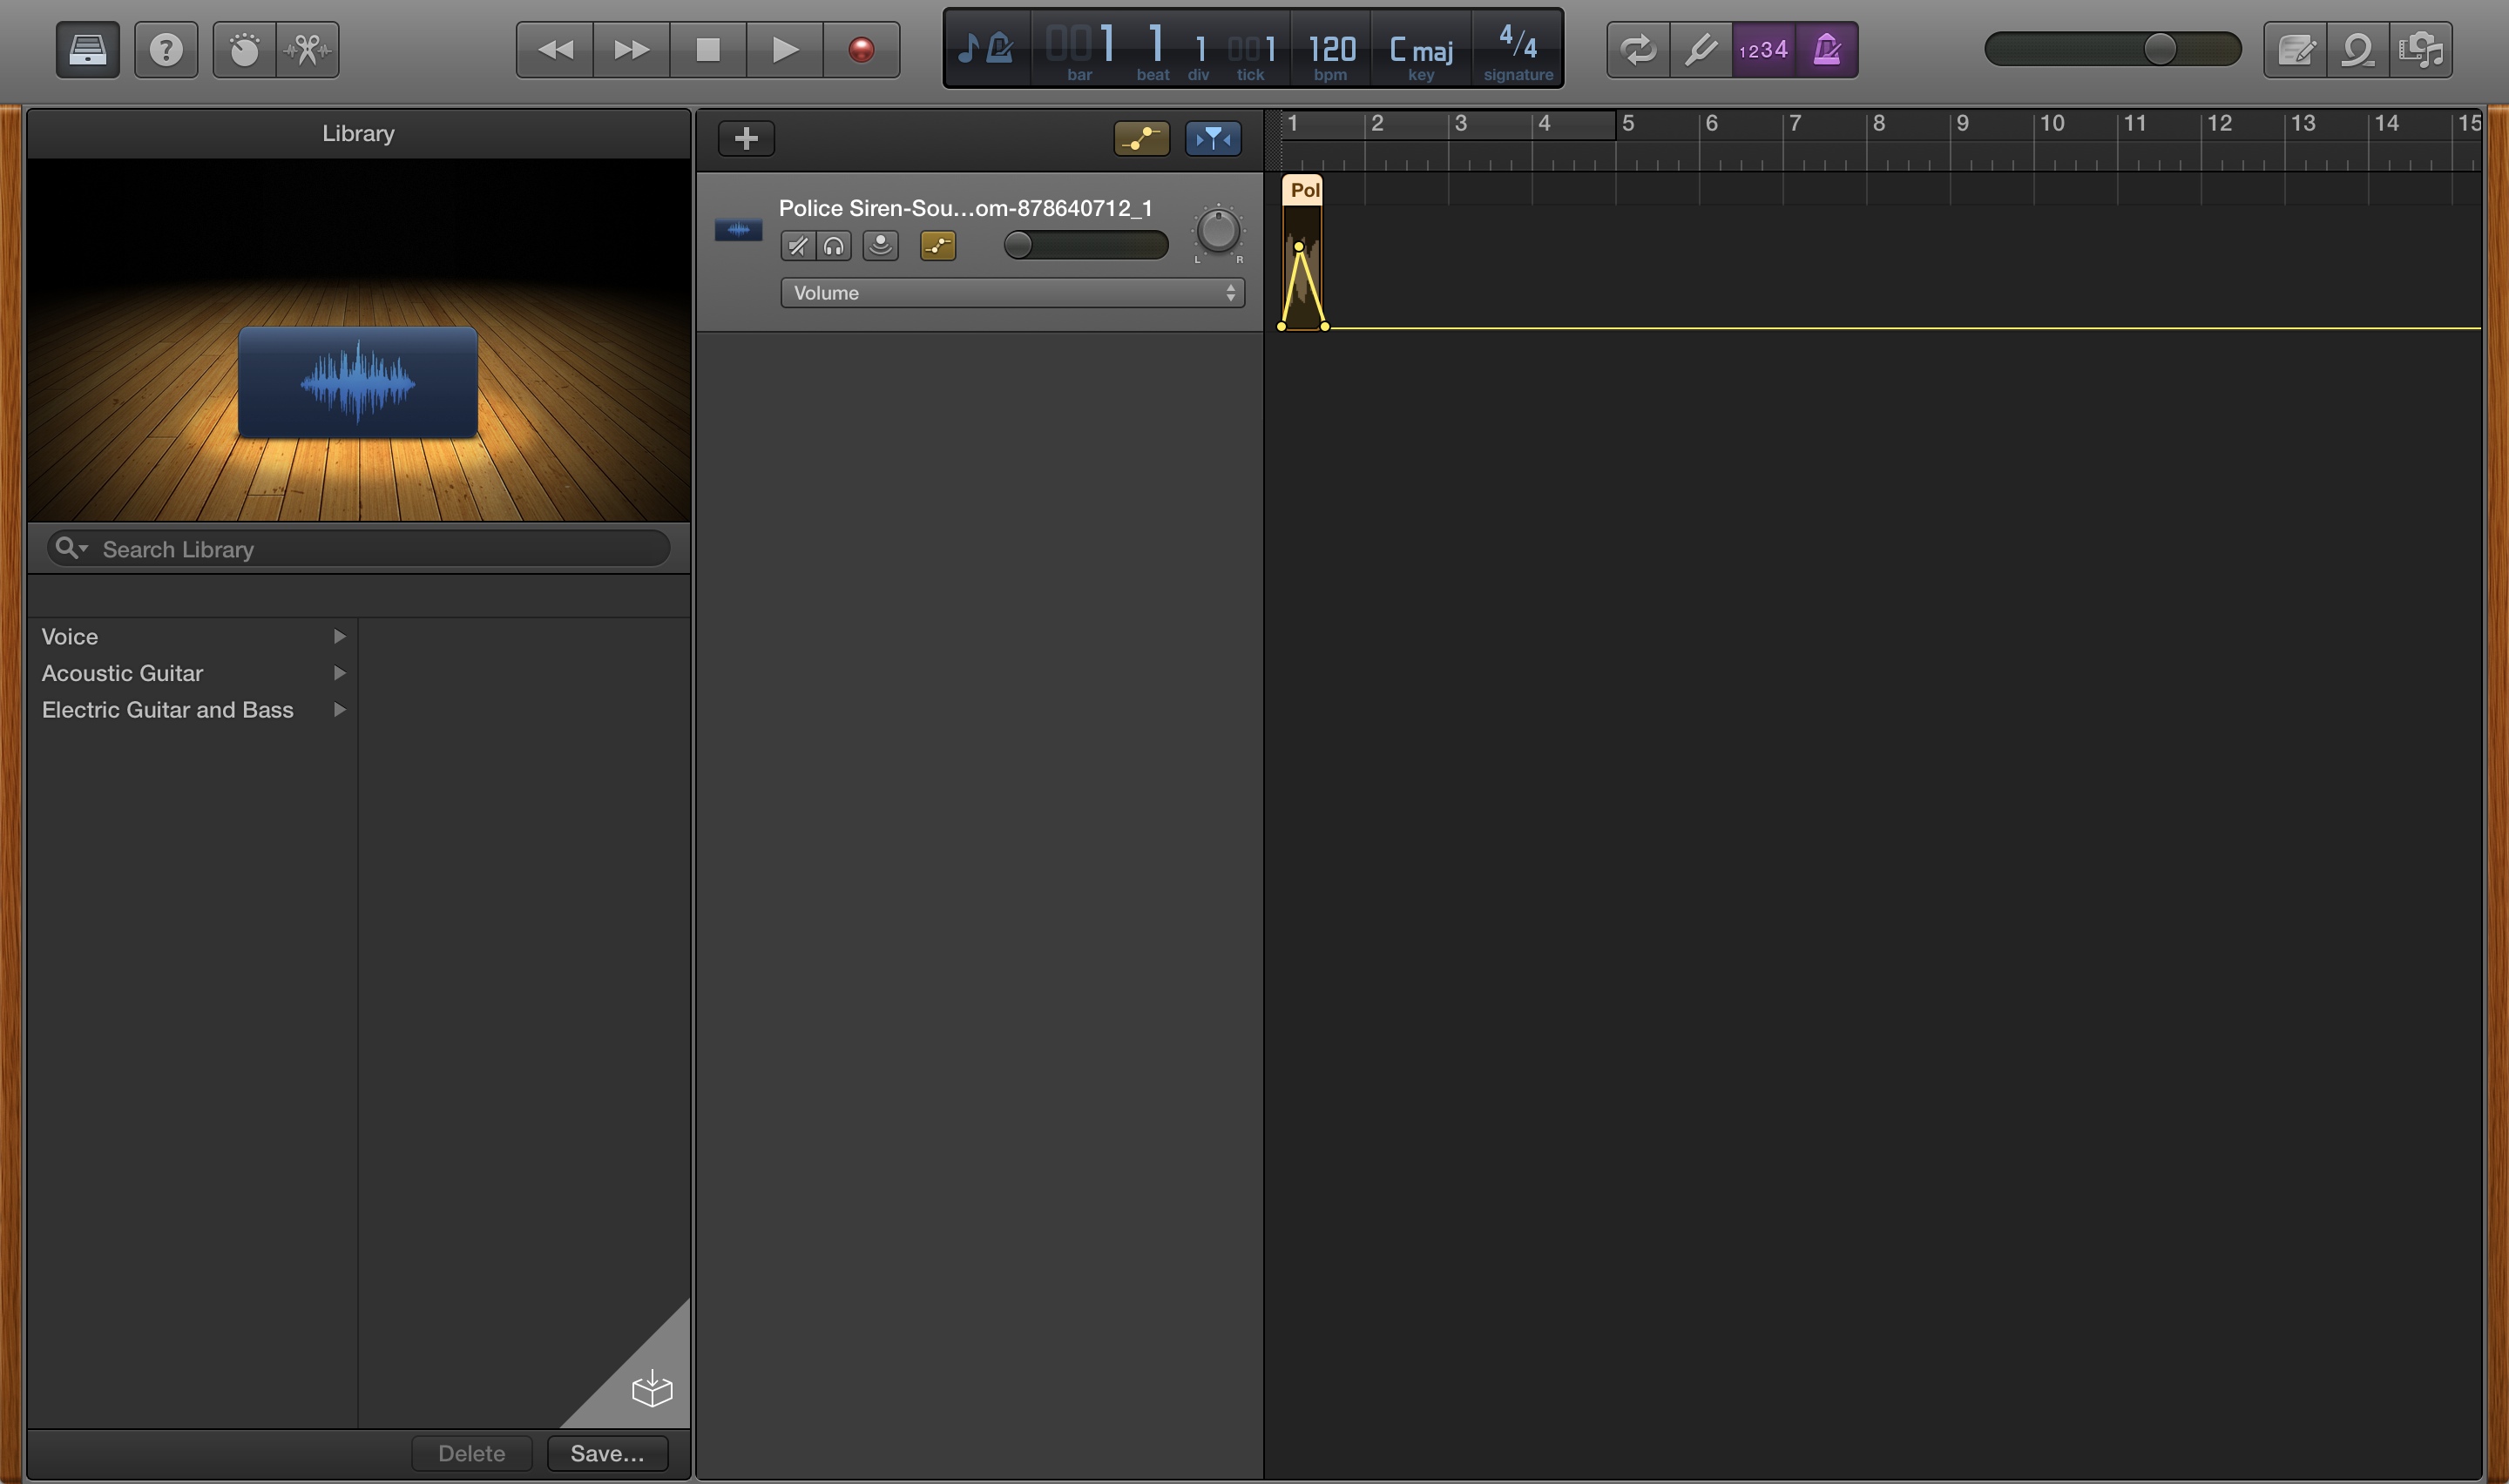 001 1 1 001 120 C maj 4/4
bar beat div tick bpm key signature
1234
Library
1 2 3 4 5 6 7 8 9 10 11 12 13 14 15
Police Siren-Sou...om-878640712_1
Pol
L R
Volume
Search Library
Voice
Acoustic Guitar
Electric Guitar and Bass
Delete Save...